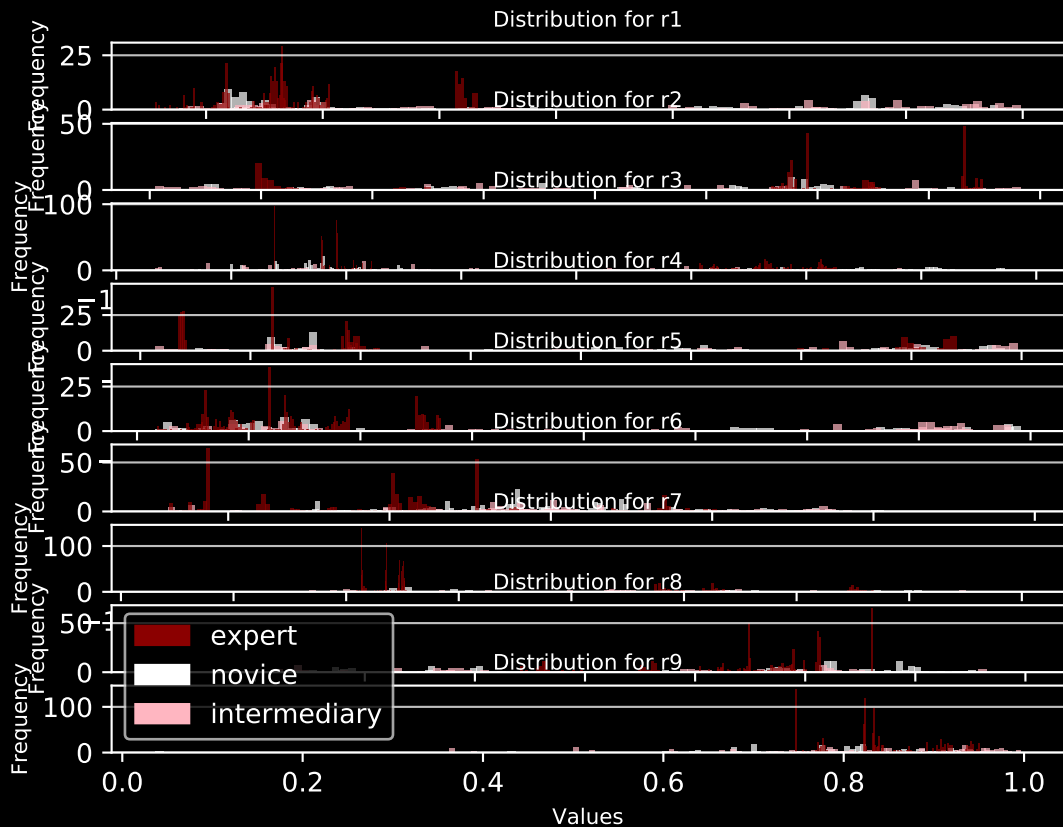 Distribution for r1
Frequency
25
0
Distribution for r2
Frequency
50
0
Distribution for r3
Frequency
100
0
Distribution for r4
Frequency
−1
25
0
Distribution for r5
Frequency
25
0
Distribution for r6
Frequency
50
0
Distribution for r7
Frequency
100
0
Distribution for r8
Frequency
50
0
Distribution for r9
Frequency
100
0
expert
novice
intermediary
0.0 0.2 0.4 0.6 0.8 1.0
Values